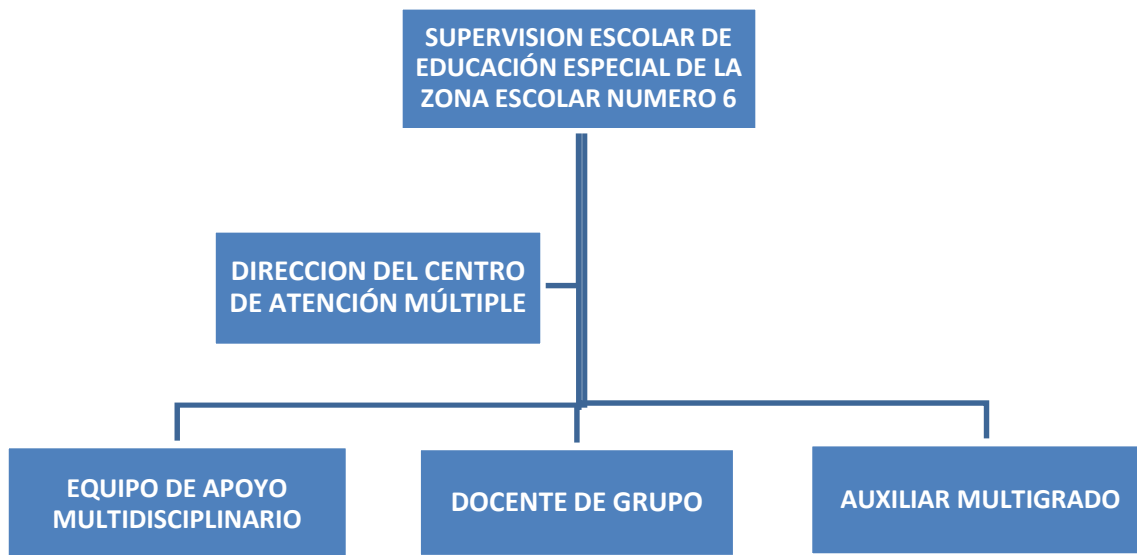 SUPERVISION ESCOLAR DE
EDUCACIÓN ESPECIAL DE LA
ZONA ESCOLAR NUMERO 6
DIRECCION DEL CENTRO
DE ATENCIÓN MÚLTIPLE
EQUIPO DE APOYO
MULTIDISCIPLINARIO
DOCENTE DE GRUPO
AUXILIAR MULTIGRADO